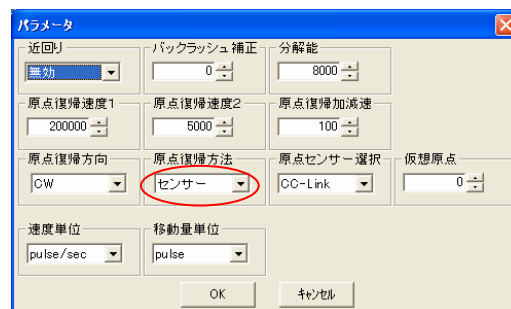 パラメータ
近回り バックラッシュ補正 分解能
無効 0 8000
原点復帰速度1 原点復帰速度2 原点復帰加減速
200000 5000 100
原点復帰方向 原点復帰方法 原点センサー選択 仮想原点
CW センサー CC-Link 0
速度単位 移動量単位
pulse/sec pulse
OK キャンセル